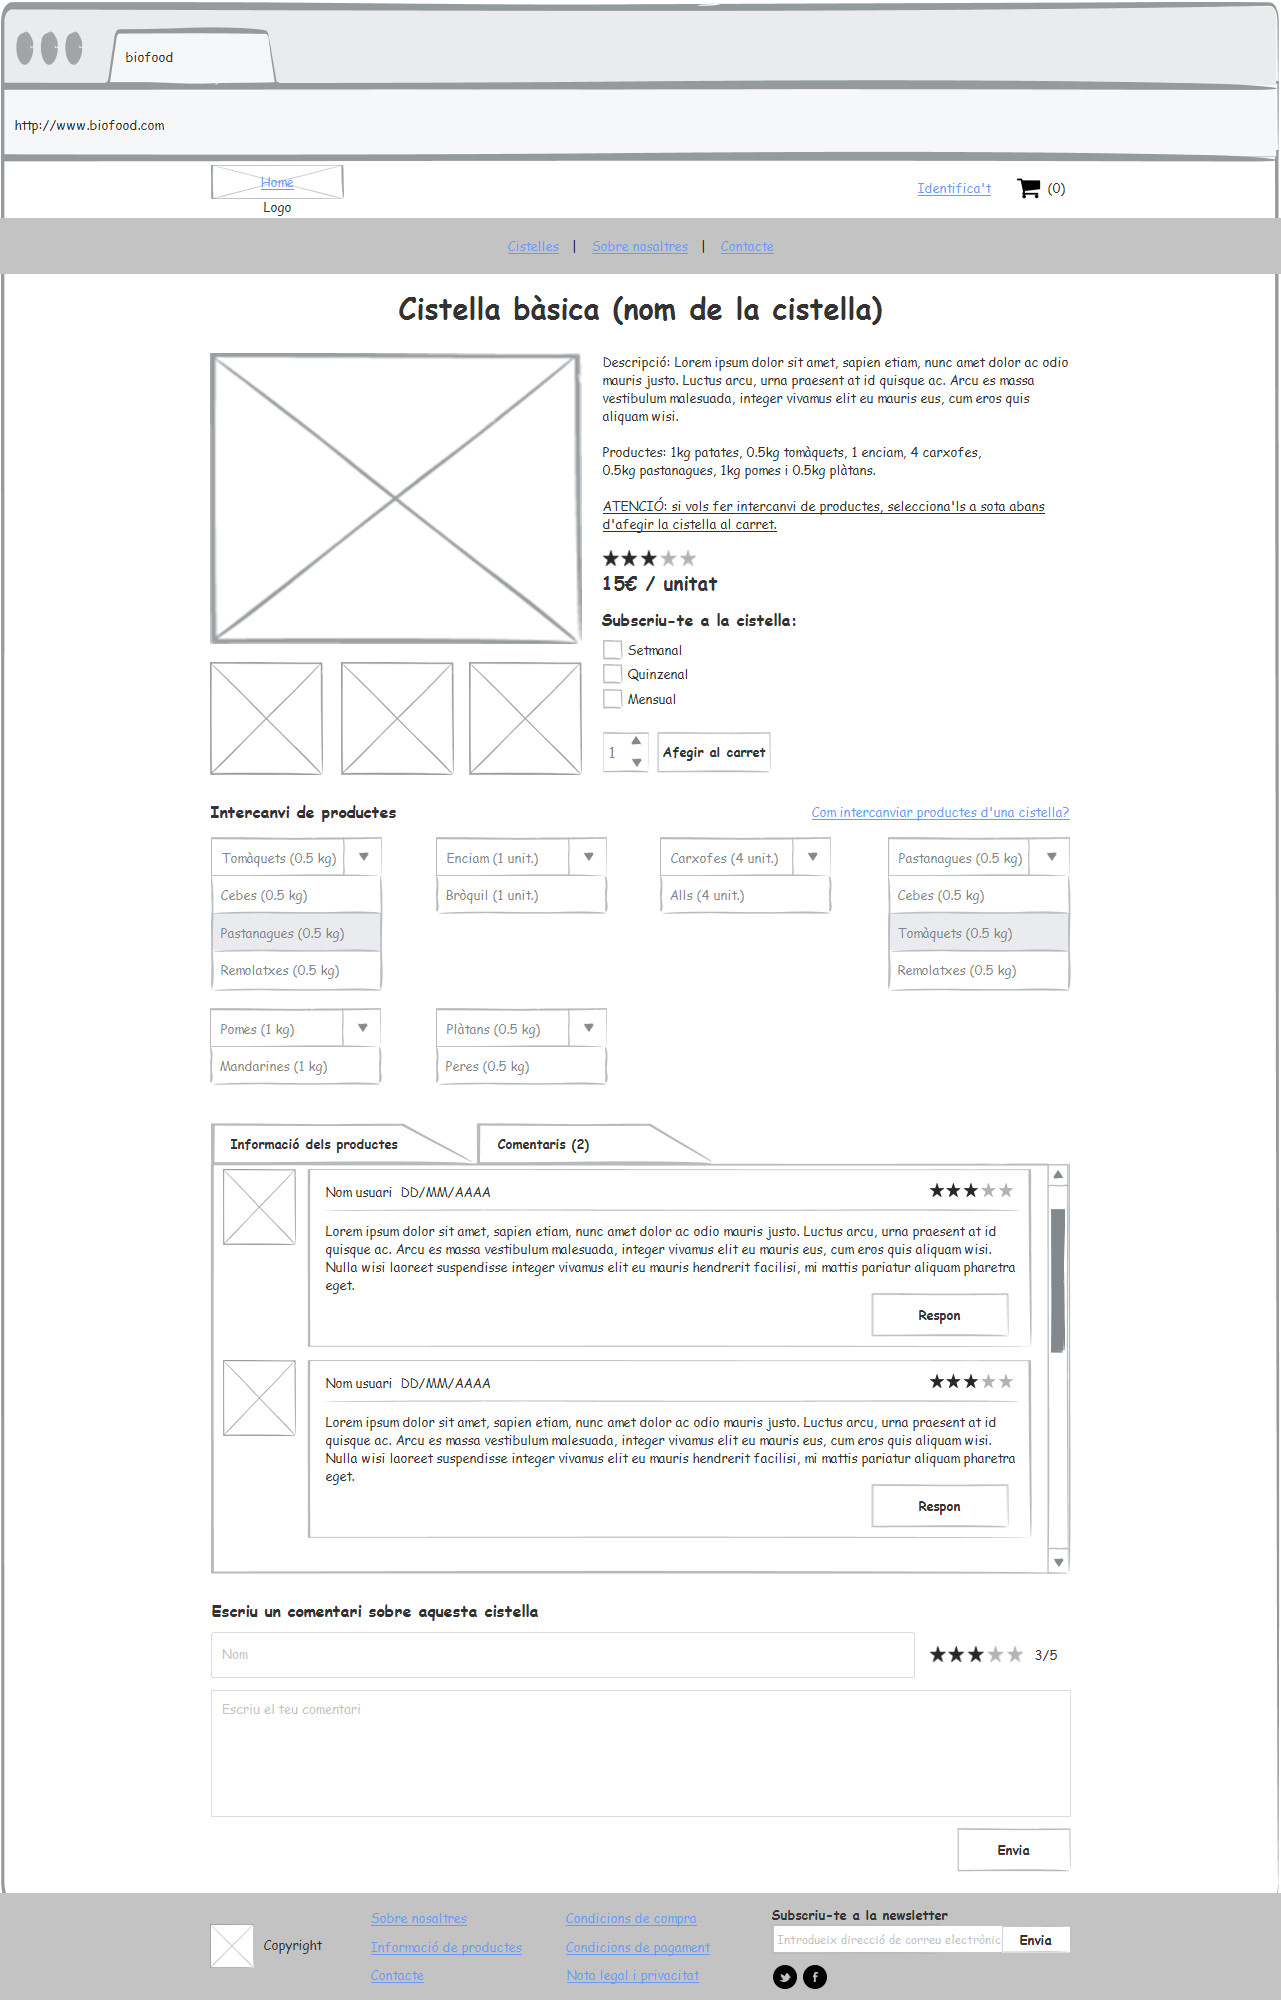 biofood
http://www.biofood.com
Home
Logo
Identifica't
(0)
Cistelles | Sobre nosaltres | Contacte
Cistella bàsica (nom de la cistella)
Descripció: Lorem ipsum dolor sit amet, sapien etiam, nunc amet dolor ac odio
mauris justo. Luctus arcu, urna praesent at id quisque ac. Arcu es massa
vestibulum malesuada, integer vivamus elit eu mauris eus, cum eros quis
aliquam wisi.
Productes: 1kg patates, 0.5kg tomàquets, 1 enciam, 4 carxofes,
0.5kg pastanagues, 1kg pomes i 0.5kg plàtans.
ATENCIÓ: si vols fer intercanvi de productes, selecciona'ls a sota abans
d'afegir la cistella al carret.
15€ / unitat
Subscriu-te a la cistella:
Setmanal
Quinzenal
Mensual
1
Afegir al carret
Intercanvi de productes
Com intercanviar productes d'una cistella?
Tomàquets (0.5 kg)
Cebes (0.5 kg)
Pastanagues (0.5 kg)
Remolatxes (0.5 kg)
Enciam (1 unit.)
Bròquil (1 unit.)
Carxofes (4 unit.)
Alls (4 unit.)
Pastanagues (0.5 kg)
Cebes (0.5 kg)
Tomàquets (0.5 kg)
Remolatxes (0.5 kg)
Pomes (1 kg)
Mandarines (1 kg)
Plàtans (0.5 kg)
Peres (0.5 kg)
Informació dels productes
Comentaris (2)
Nom usuari DD/MM/AAAA
Lorem ipsum dolor sit amet, sapien etiam, nunc amet dolor ac odio mauris justo. Luctus arcu, urna praesent at id
quisque ac. Arcu es massa vestibulum malesuada, integer vivamus elit eu mauris eus, cum eros quis aliquam wisi.
Nulla wisi laoreet suspendisse integer vivamus elit eu mauris hendrerit facilisi, mi mattis pariatur aliquam pharetra
eget.
Respon
Nom usuari DD/MM/AAAA
Lorem ipsum dolor sit amet, sapien etiam, nunc amet dolor ac odio mauris justo. Luctus arcu, urna praesent at id
quisque ac. Arcu es massa vestibulum malesuada, integer vivamus elit eu mauris eus, cum eros quis aliquam wisi.
Nulla wisi laoreet suspendisse integer vivamus elit eu mauris hendrerit facilisi, mi mattis pariatur aliquam pharetra
eget.
Respon
Escriu un comentari sobre aquesta cistella
Nom
3/5
Escriu el teu comentari
Envia
Copyright
Sobre nosaltres
Informació de productes
Contacte
Condicions de compra
Condicions de pagament
Nota legal i privacitat
Subscriu-te a la newsletter
Introdueix direcció de correu electrònic
Envia